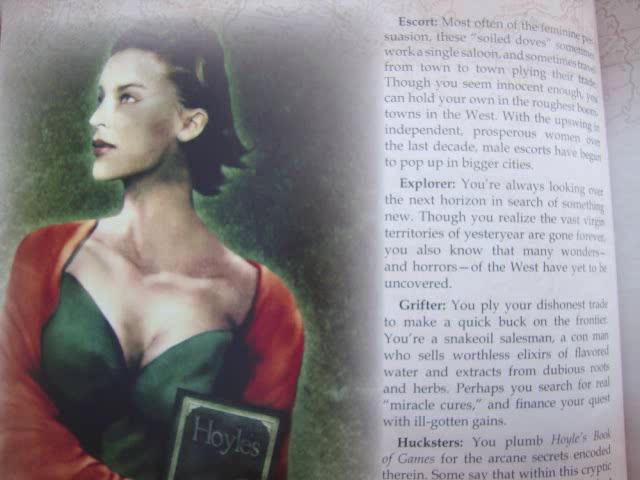 Escort: Most often of the feminine per-
suasion, these "soiled doves" sometimes
work a single saloon, and sometimes travel
from town to town plying their trade.
Though you seem innocent enough, you
can hold your own in the roughest boom-
towns in the West. With the upswing in
independent, prosperous women over
the last decade, male escorts have begun
to pop up in bigger cities.
Explorer: You're always looking over
the next horizon in search of something
new. Though you realize the vast virgin
territories of yesteryear are gone forever,
you also know that many wonders—
and horrors—of the West have yet to be
uncovered.
Grifter: You ply your dishonest trade
to make a quick buck on the frontier.
You're a snakeoil salesman, a con man
who sells worthless elixirs of flavored
water and extracts from dubious roots
and herbs. Perhaps you search for real
"miracle cures," and finance your quest
with ill-gotten gains.
Hucksters: You plumb Hoyle's Book
of Games for the arcane secrets encoded
therein. Some say that within this cryptic
Hoyles